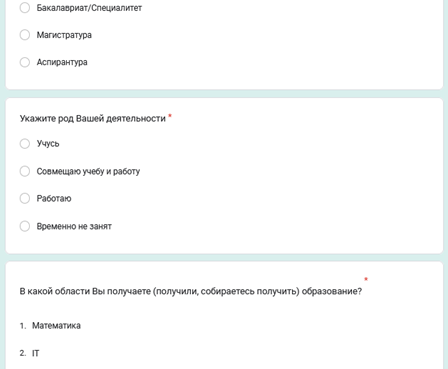 Бакалавриат/Специалитет
Магистратура
Аспирантура
Укажите род Вашей деятельности *
Учусь
Совмещаю учебу и работу
Работаю
Временно не занят
В какой области Вы получаете (получили, собираетесь получить) образование? *
1. Математика
2. IT